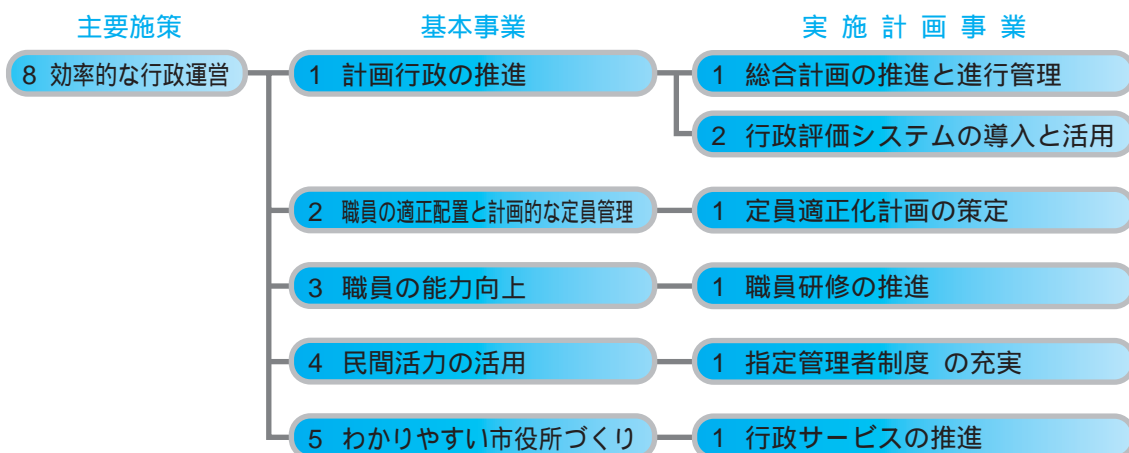 主要施策 基本事業 実施計画事業
8 効率的な行政運営 1 計画行政の推進 1 総合計画の推進と進行管理
2 行政評価システムの導入と活用
2 職員の適正配置と計画的な定員管理 1 定員適正化計画の策定
3 職員の能力向上 1 職員研修の推進
4 民間活力の活用 1 指定管理者制度 の充実
5 わかりやすい市役所づくり 1 行政サービスの推進